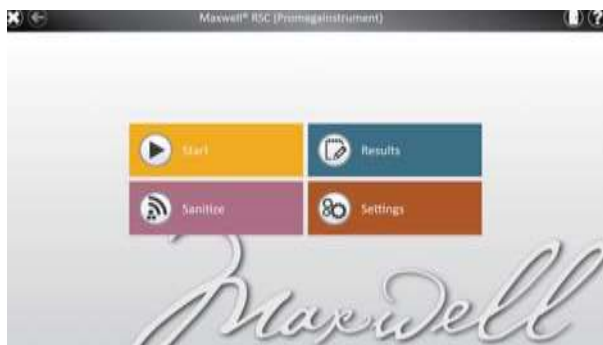 Maxwell® RSC (Promegainstrument)
Start
Results
Sanitize
Settings
Maxwell